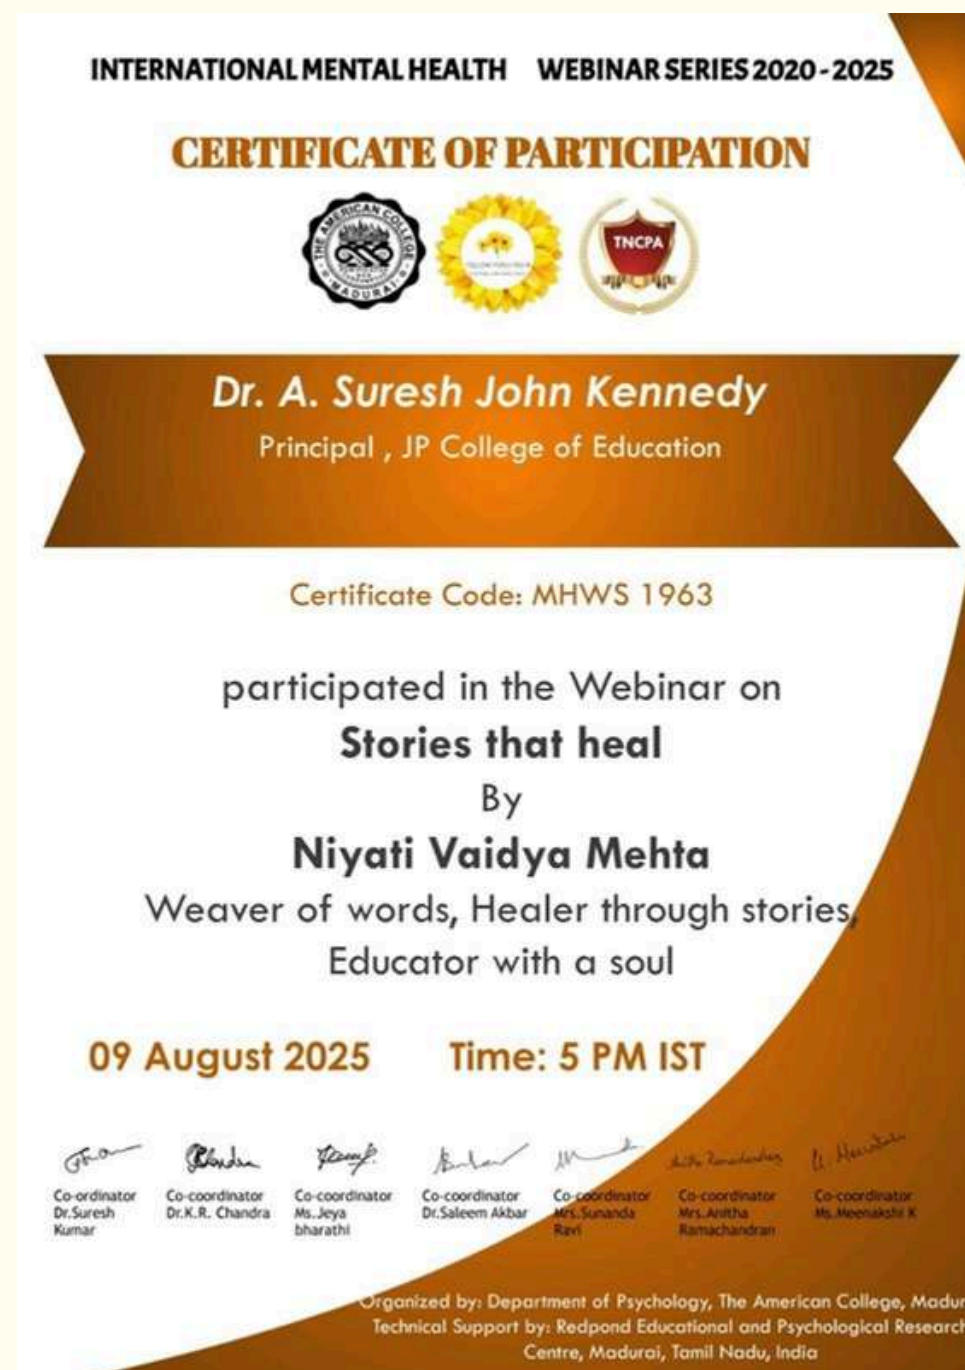 INTERNATIONAL MENTAL HEALTH WEBINAR SERIES 2020 - 2025
CERTIFICATE OF PARTICIPATION
THE AMERICAN COLLEGE
MADURAI
TNCPA
Dr. A. Suresh John Kennedy
Principal , JP College of Education
Certificate Code: MHWS 1963
participated in the Webinar on
Stories that heal
By
Niyati Vaidya Mehta
Weaver of words, Healer through stories,
Educator with a soul
09 August 2025 Time: 5 PM IST
Co-ordinator Co-coordinator Co-coordinator Co-coordinator Co-coordinator Co-coordinator Co-coordinator
Dr.Suresh Dr.K.R. Chandra Ms.Jeya Dr.Saleem Akbar Mrs.Sunanda Mrs.Anitha Ms.Meenakshi K
Kumar bharathi Ravi Ramachandran
Organized by: Department of Psychology, The American College, Madur
Technical Support by: Redpond Educational and Psychological Research
Centre, Madurai, Tamil Nadu, India